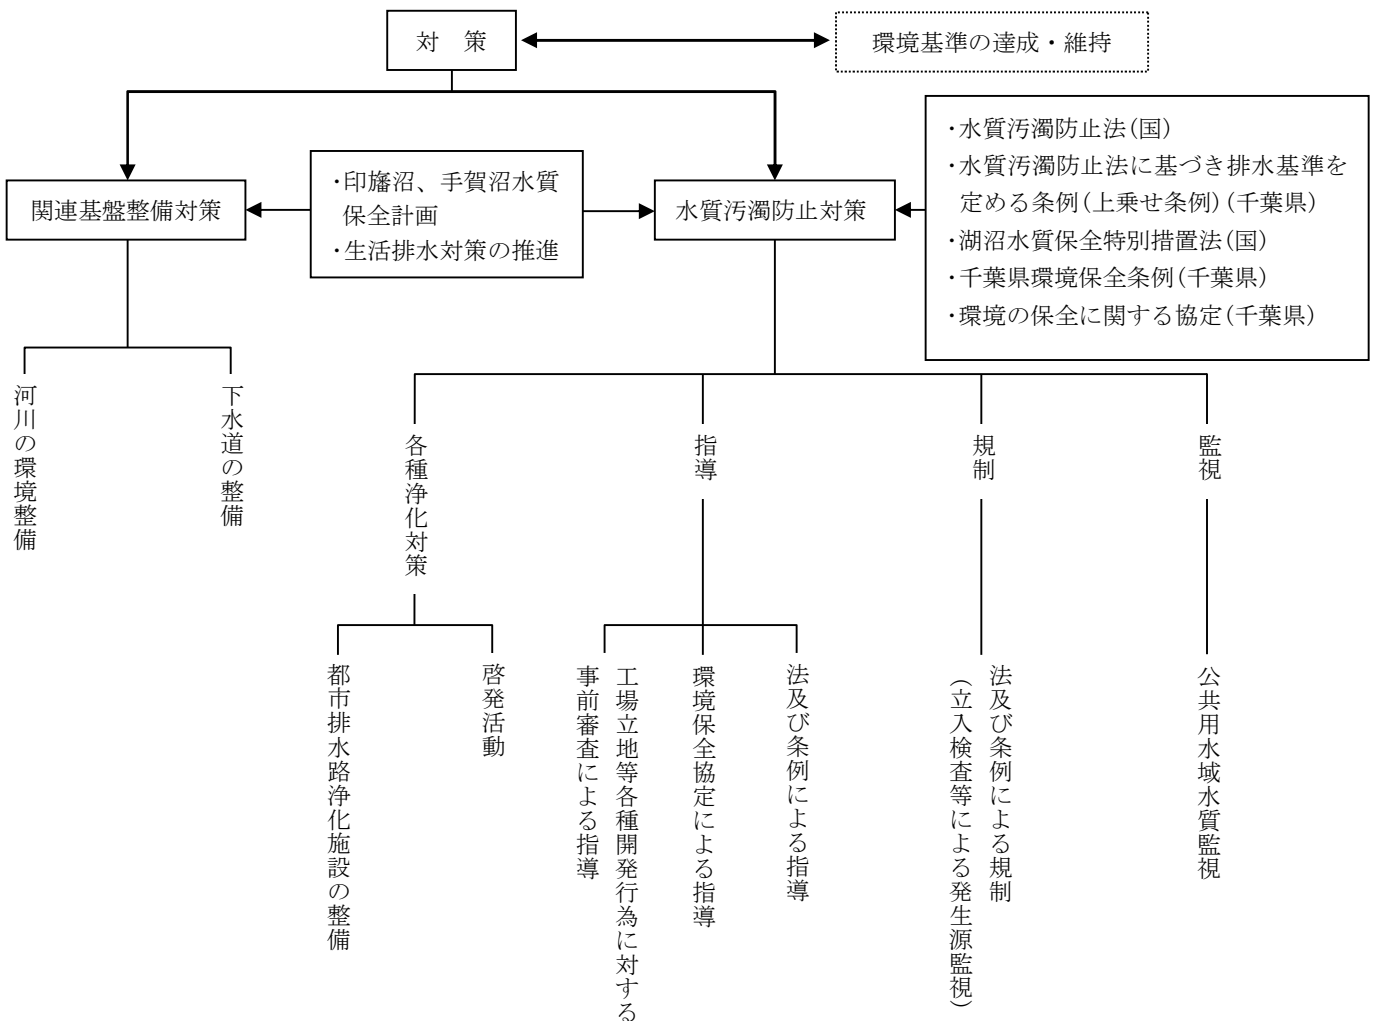 対　策
環境基準の達成・維持
関連基盤整備対策
・印旛沼、手賀沼水質
保全計画
・生活排水対策の推進
水質汚濁防止対策
・水質汚濁防止法(国)
・水質汚濁防止法に基づき排水基準を
定める条例(上乗せ条例)(千葉県)
・湖沼水質保全特別措置法(国)
・千葉県環境保全条例(千葉県)
・環境の保全に関する協定(千葉県)
河川の環境整備
下水道の整備
各種浄化対策
指導
規制
監視
都市排水路浄化施設の整備
啓発活動
工場立地等各種開発行為に対する
事前審査による指導
環境保全協定による指導
法及び条例による指導
法及び条例による規制
(立入検査等による発生源監視)
公共用水域水質監視